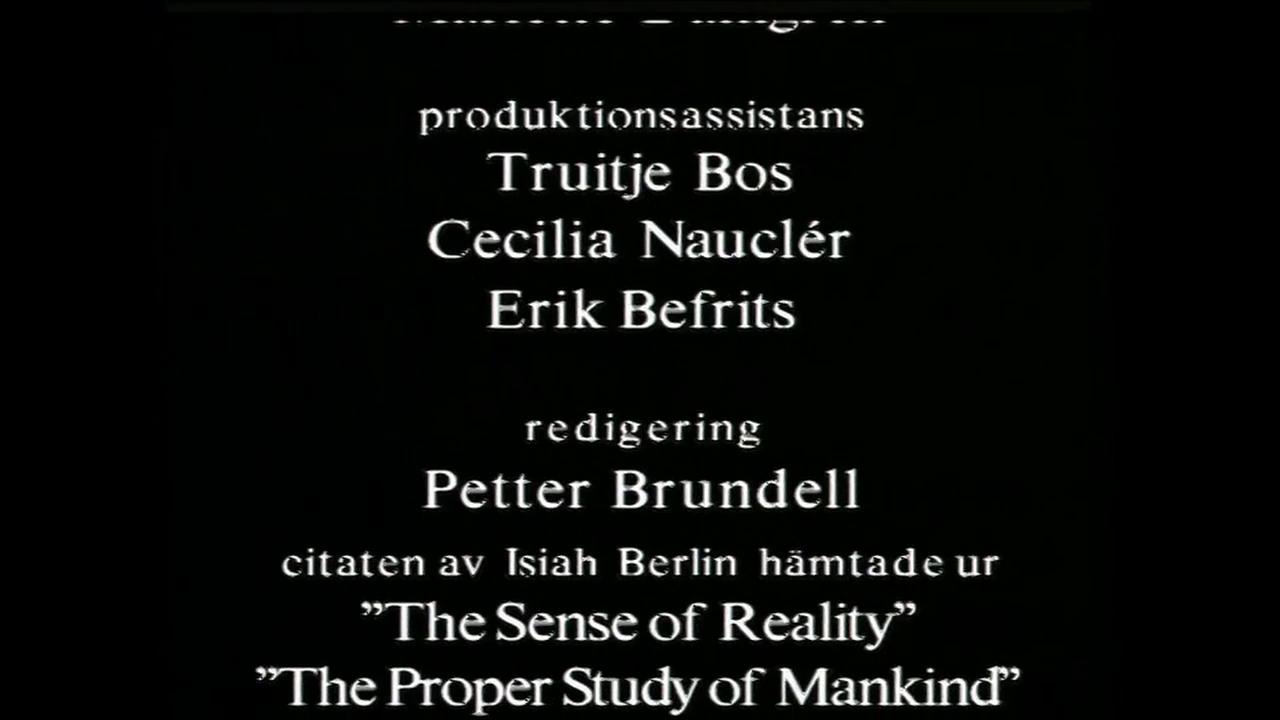 produktionsassistans
Truitje Bos
Cecilia Nauclér
Erik Befrits
redigering
Petter Brundell
citaten av Isiah Berlin hämtade ur
”The Sense of Reality”
”The Proper Study of Mankind”